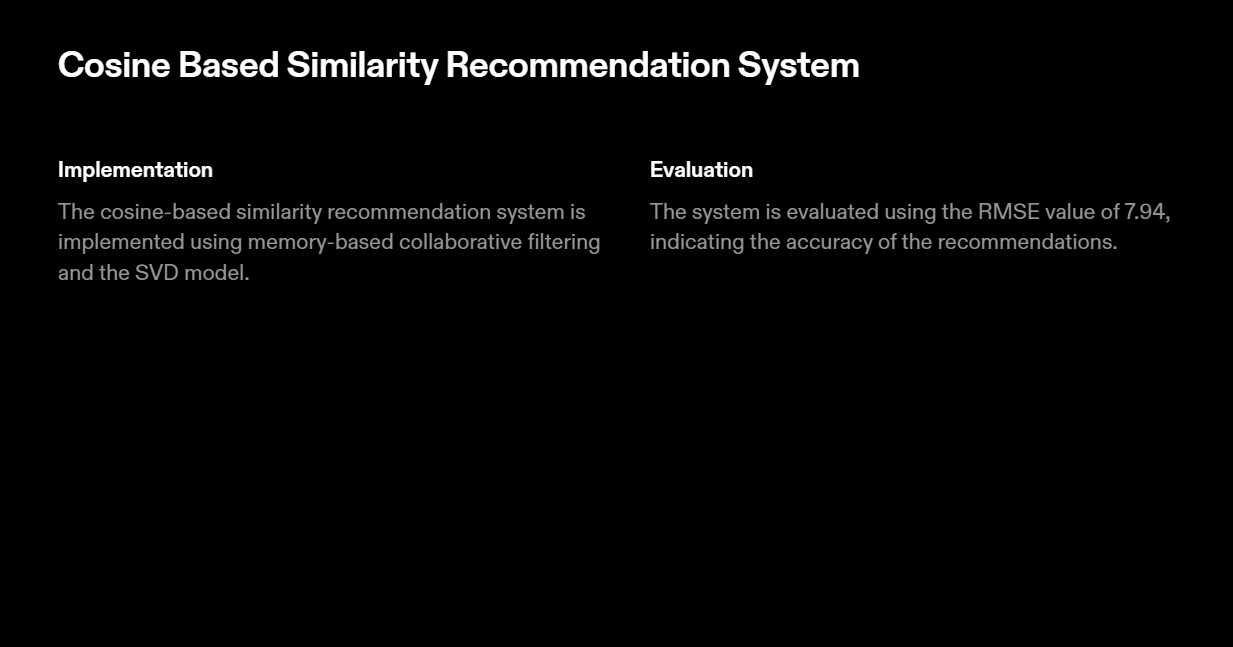 Cosine Based Similarity Recommendation System
Implementation
The cosine-based similarity recommendation system is
implemented using memory-based collaborative filtering
and the SVD model.
Evaluation
The system is evaluated using the RMSE value of 7.94,
indicating the accuracy of the recommendations.